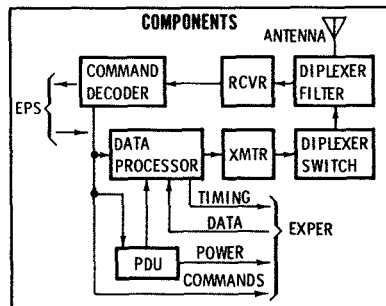 COMPONENTS
ANTENNA
COMMAND
DECODER
RCVR
DIPLEXER
FILTER
EPS
DATA
PROCESSOR
XMTR
DIPLEXER
SWITCH
TIMING
DATA
EXPER
PDU
POWER
COMMANDS